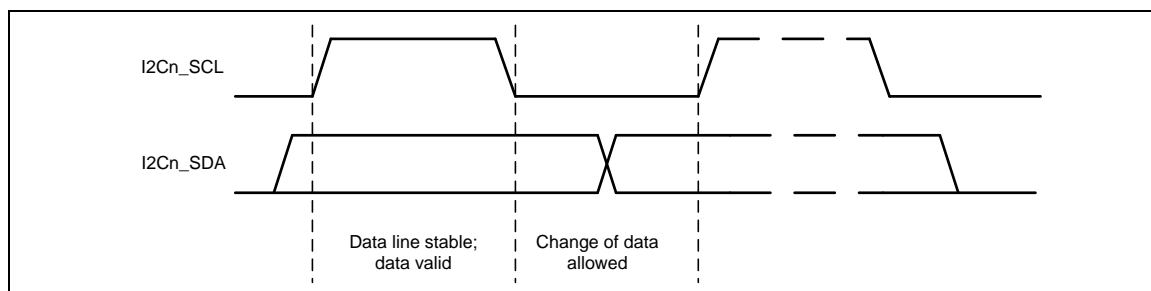 I2Cn_SCL
I2Cn_SDA
Data line stable;
data valid
Change of data
allowed